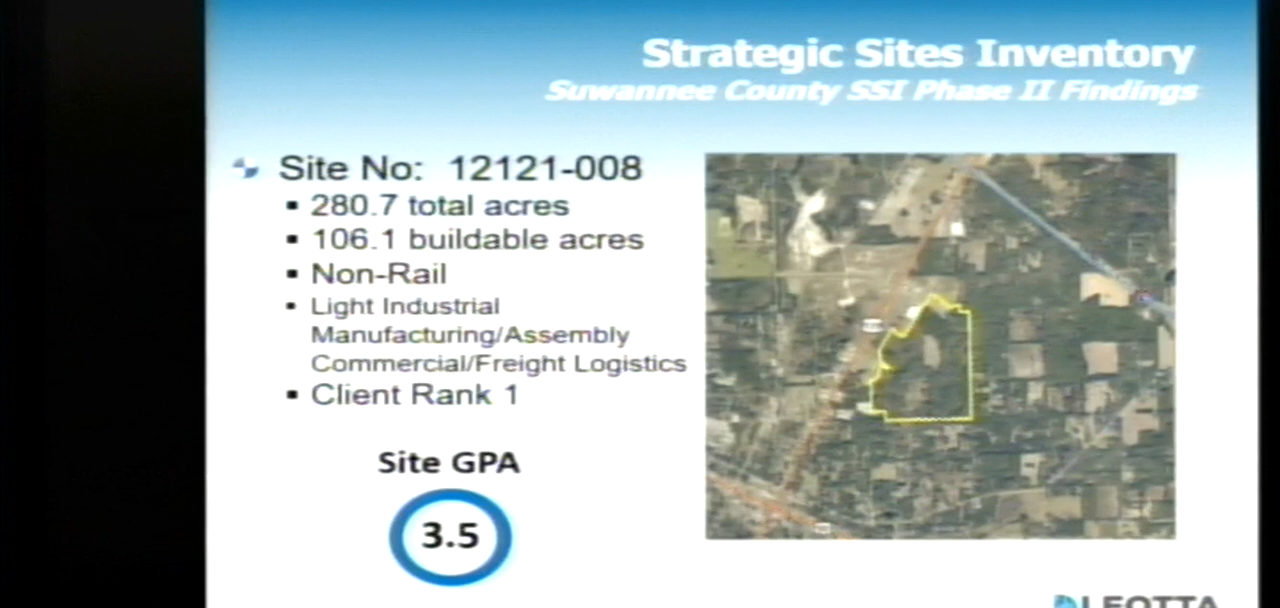 Strategic Sites Inventory
Suwannee County SSI Phase II Findings
Site No: 12121-008
▪ 280.7 total acres
▪ 106.1 buildable acres
▪ Non-Rail
▪ Light Industrial
Manufacturing/Assembly
Commercial/Freight Logistics
▪ Client Rank 1
Site GPA
3.5
LEOTTA